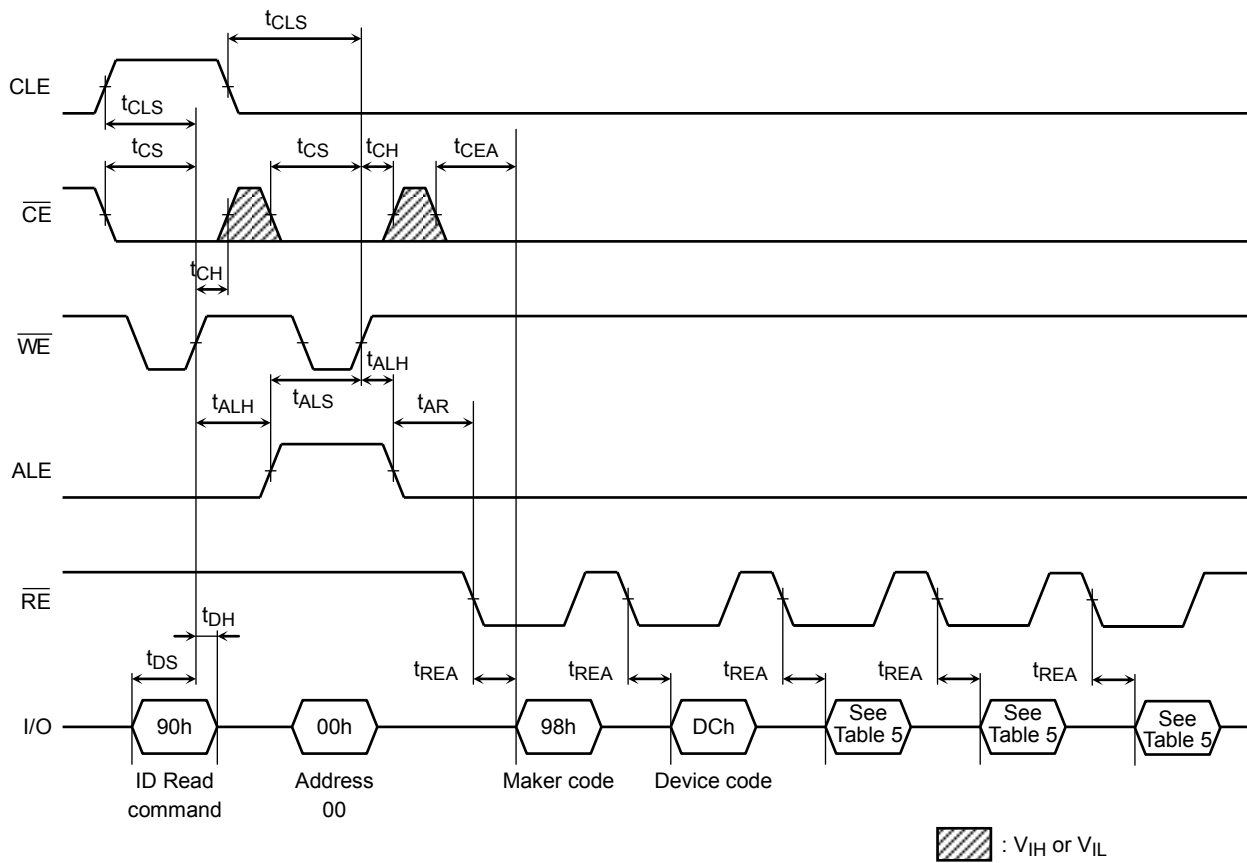 tCLS
CLE
tCLS
tCS
tCS
tCH
tCEA
CE
tCH
WE
tALH
tALH
tALS
tAR
ALE
RE
tDH
tDS
tREA
tREA
tREA
tREA
tREA
I/O
90h
00h
98h
DCh
See
Table 5
See
Table 5
See
Table 5
ID Read
command
Address
00
Maker code
Device code
: VIH or VIL